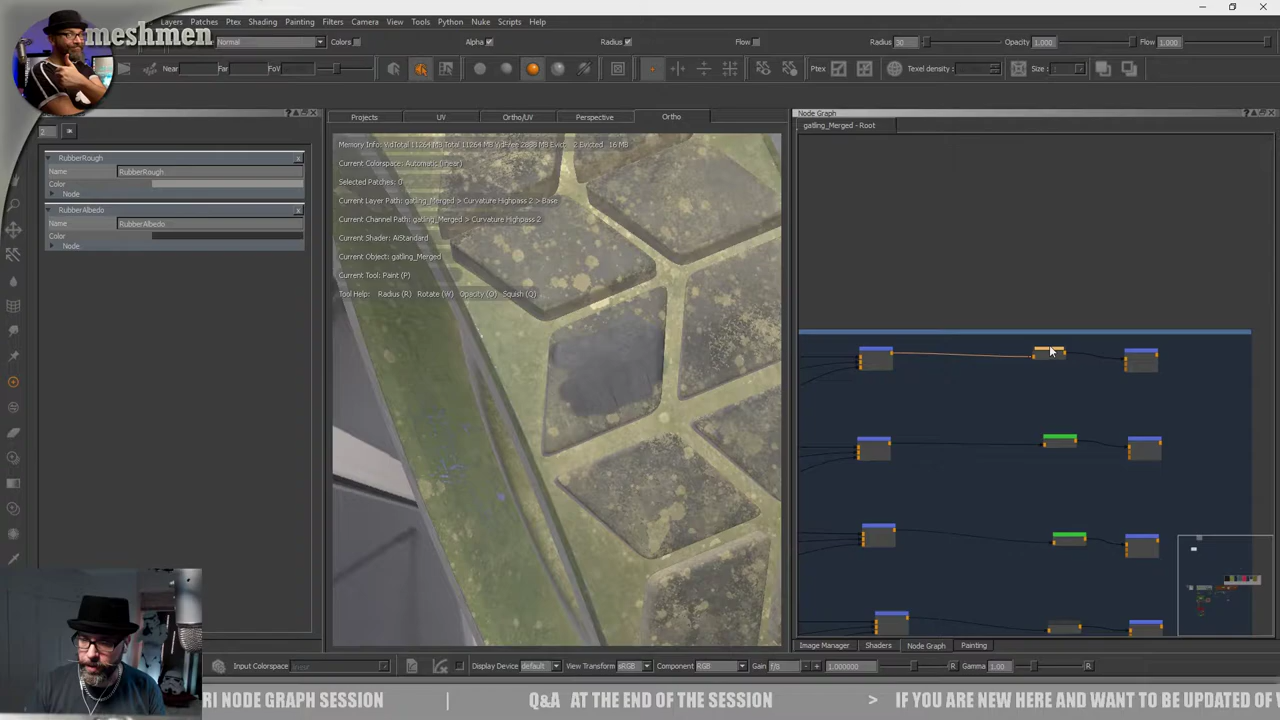 Layers Patches Ptex Shading Painting Filters Camera View Tools Python Nuke Scripts Help
meshmen
Normal Colors Alpha Radius Flow Radius 30 Opacity 1.000 Flow 1.000
Near Far FoV Ptex Texel density: Size :
Node Graph
Projects UV Ortho/UV Perspective Ortho
gatling_Merged - Root
2
RubberRough
Name RubberRough
Color
Node
RubberAlbedo
Name RubberAlbedo
Color
Node
Memory Info: VidTotal 11264 MB Total 11264 MB VidFree 2888 MB Evict 2 Evicted 16 MB
Current Colorspace: Automatic (linear)
Selected Patches: 0
Current Layer Path: gatling_Merged > Curvature Highpass 2 > Base
Current Channel Path: gatling_Merged > Curvature Highpass 2
Current Shader: AiStandard
Current Object: gatling_Merged
Current Tool: Paint (P)
Tool Help: Radius (R) Rotate (W) Opacity (O) Squish (Q)
Image Manager Shaders Node Graph Painting
Input Colorspace linear Display Device default View Transform sRGB Component RGB Gain f/8 - + 1.000000 R Gamma 1.00 R
RI NODE GRAPH SESSION | Q&A AT THE END OF THE SESSION > IF YOU ARE NEW HERE AND WANT TO BE UPDATED OF